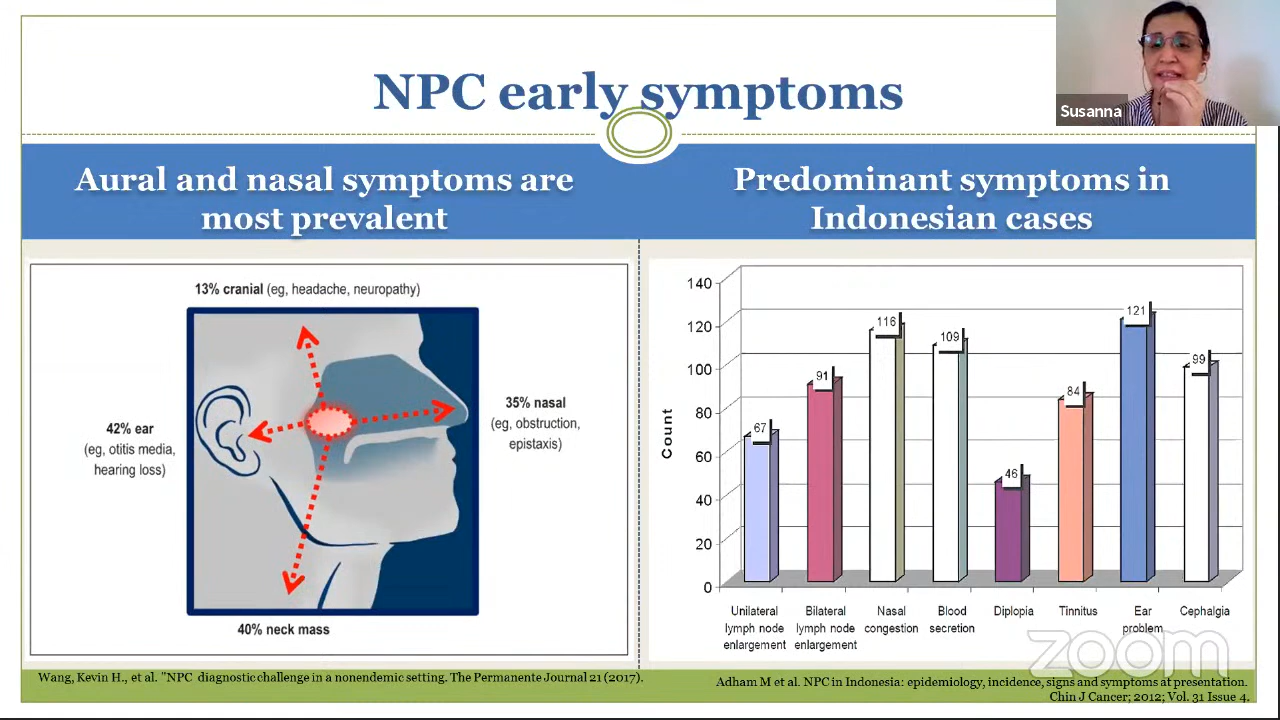 NPC early symptoms
Susanna
Aural and nasal symptoms are
most prevalent
13% cranial (eg, headache, neuropathy)
42% ear
(eg, otitis media,
hearing loss)
35% nasal
(eg, obstruction,
epistaxis)
40% neck mass
Wang, Kevin H., et al. "NPC diagnostic challenge in a nonendemic setting. The Permanente Journal 21 (2017).
Predominant symptoms in
Indonesian cases
Count
140
120
100
80
60
40
20
0
67
91
116
109
46
84
121
99
Unilateral
lymph node
enlargement
Bilateral
lymph node
enlargement
Nasal
congestion
Blood
secretion
Diplopia
Tinnitus
Ear
problem
Cephalgia
zoom
Adham M et al. NPC in Indonesia: epidemiology, incidence, signs and symptoms at presentation.
Chin J Cancer; 2012; Vol. 31 Issue 4.